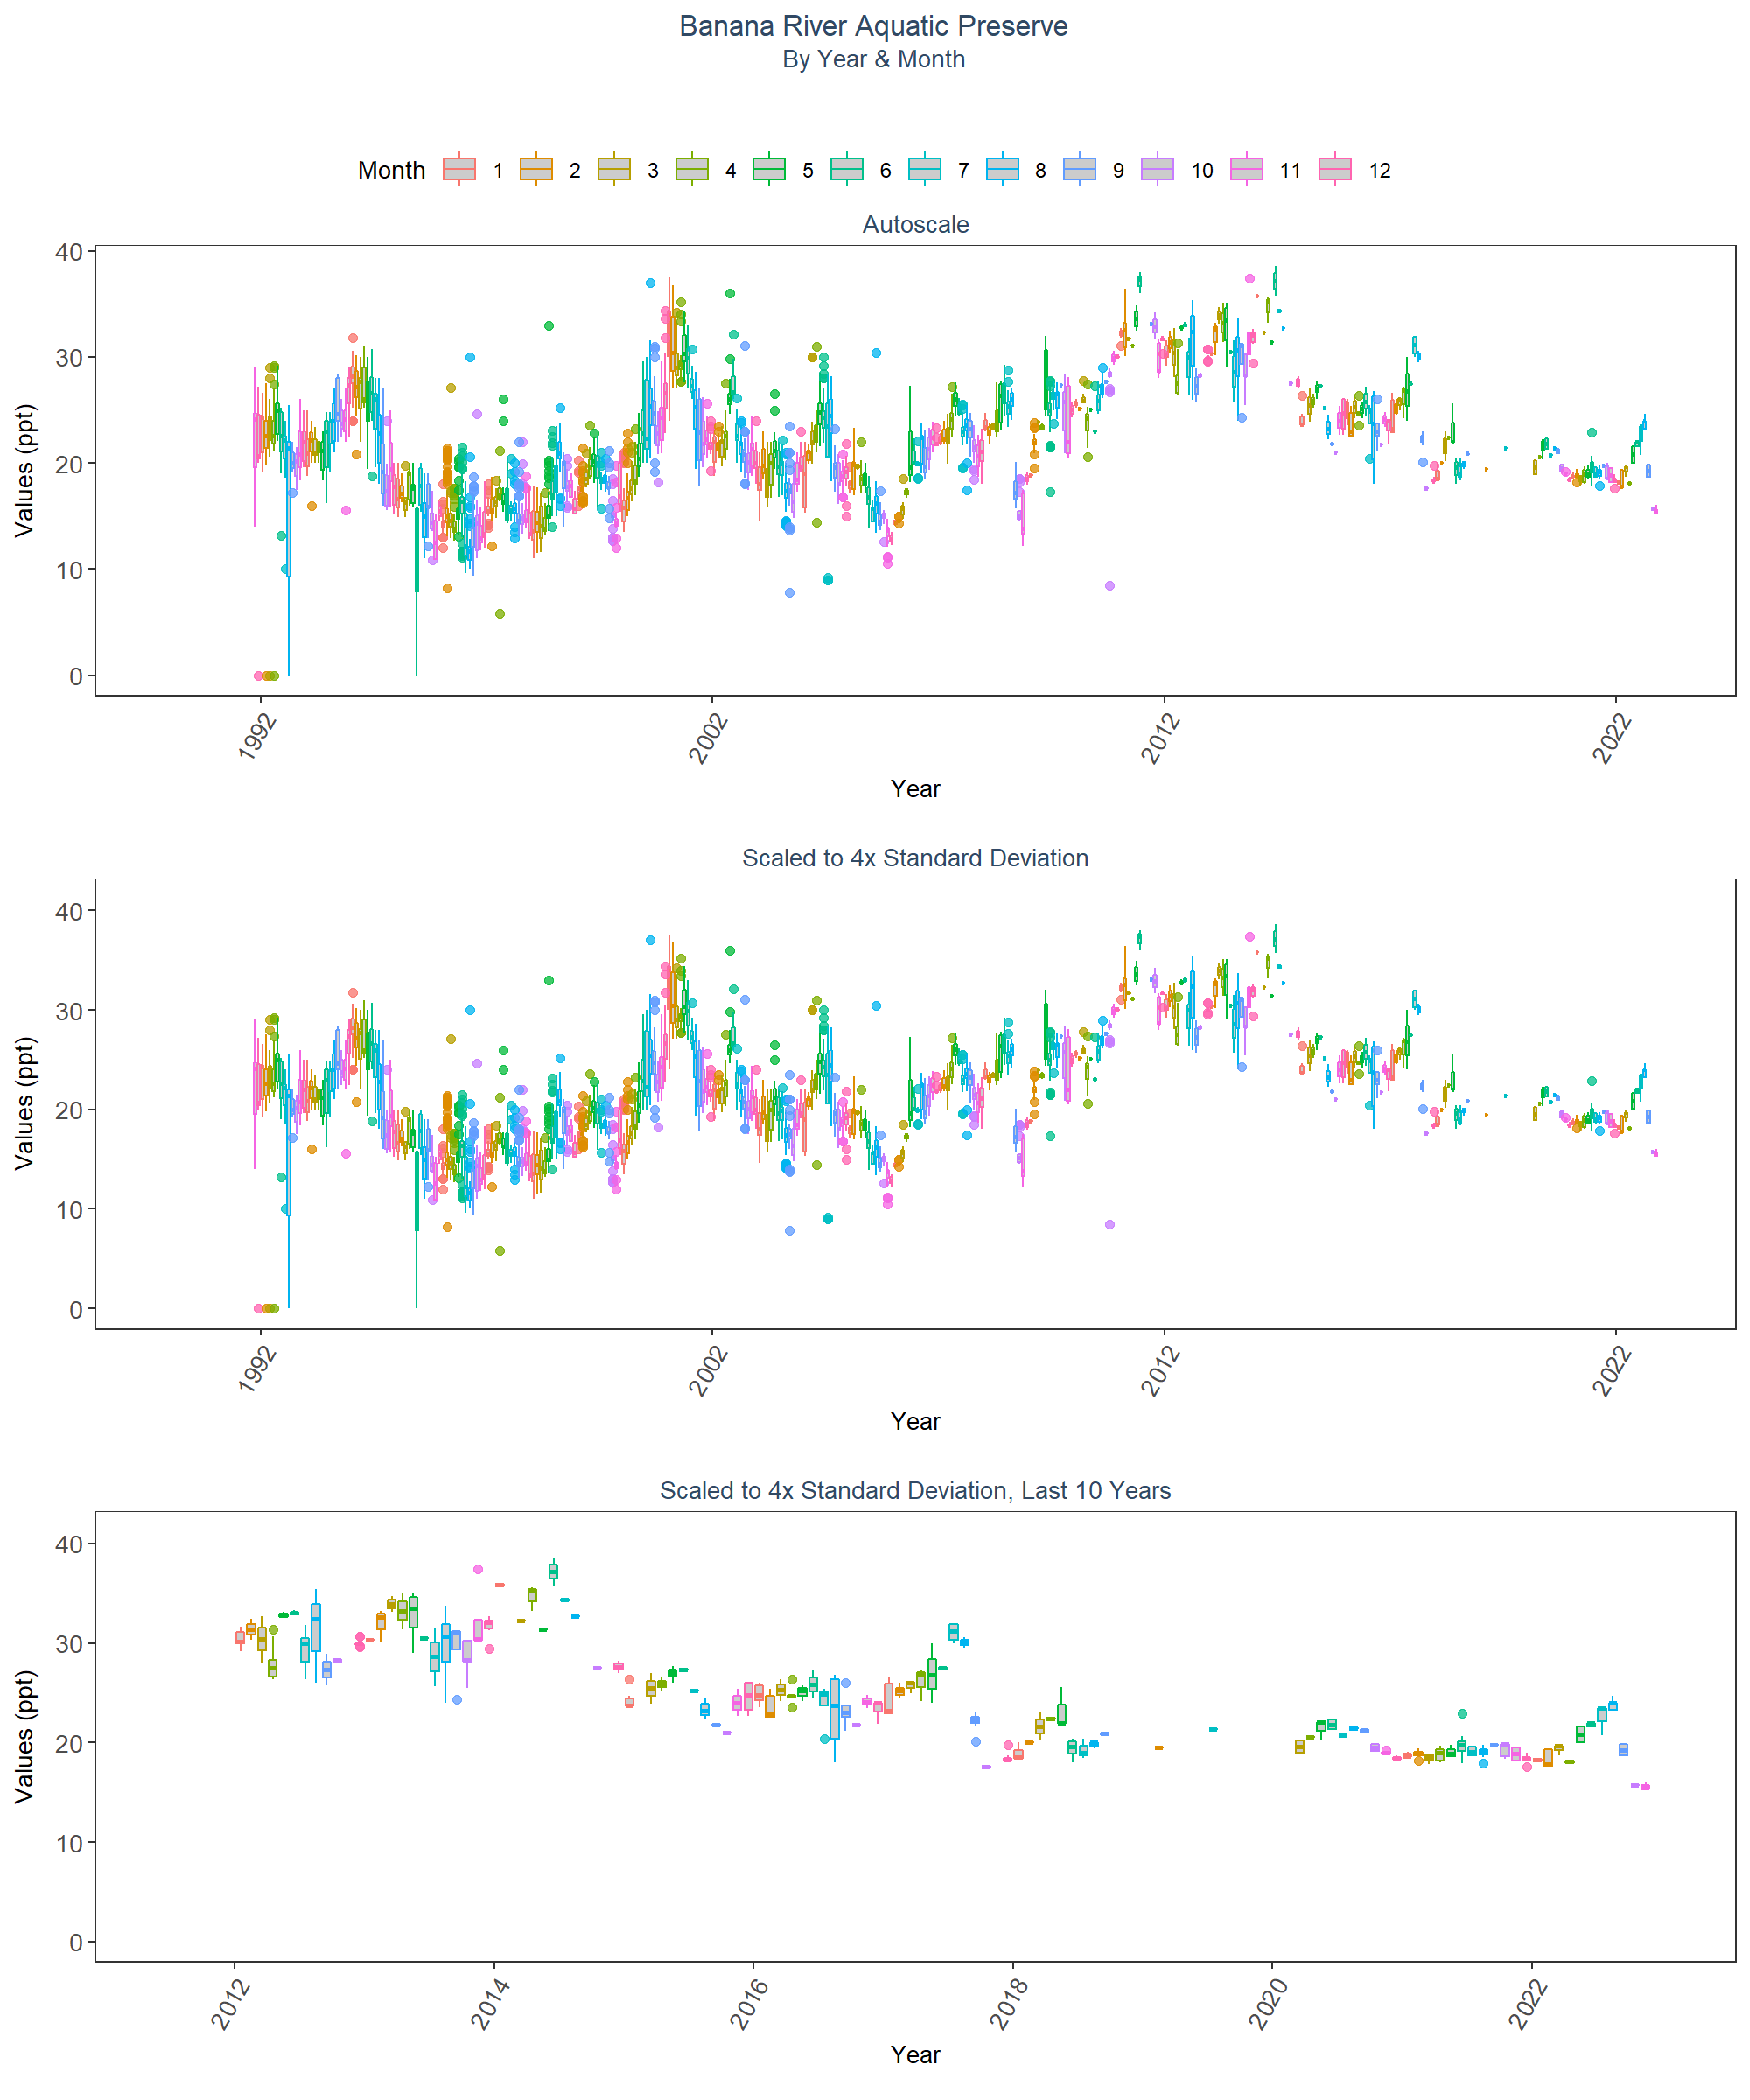 Banana River Aquatic Preserve
By Year & Month
Month 1 2 3 4 5 6 7 8 9 10 11 12
Autoscale
Values (ppt)
40
30
20
10
0
1992 2002 2012 2022
Year
Scaled to 4x Standard Deviation
Values (ppt)
40
30
20
10
0
1992 2002 2012 2022
Year
Scaled to 4x Standard Deviation, Last 10 Years
Values (ppt)
40
30
20
10
0
2012 2014 2016 2018 2020 2022
Year